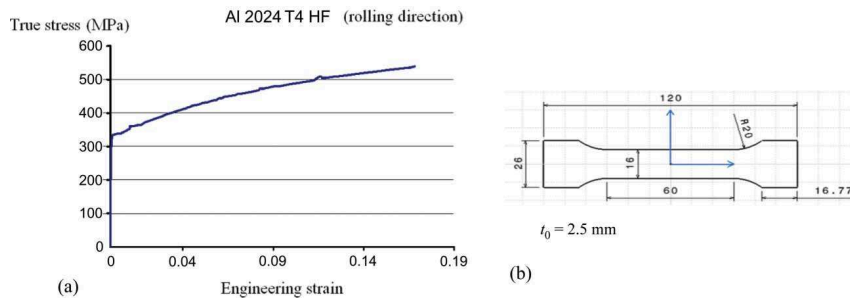 True stress (MPa)
Al 2024 T4 HF (rolling direction)
600
500
400
300
200
100
0
0 0.04 0.09 0.14 0.19
Engineering strain
(a)
120
R20
26
16
60
16.77
t0 = 2.5 mm
(b)